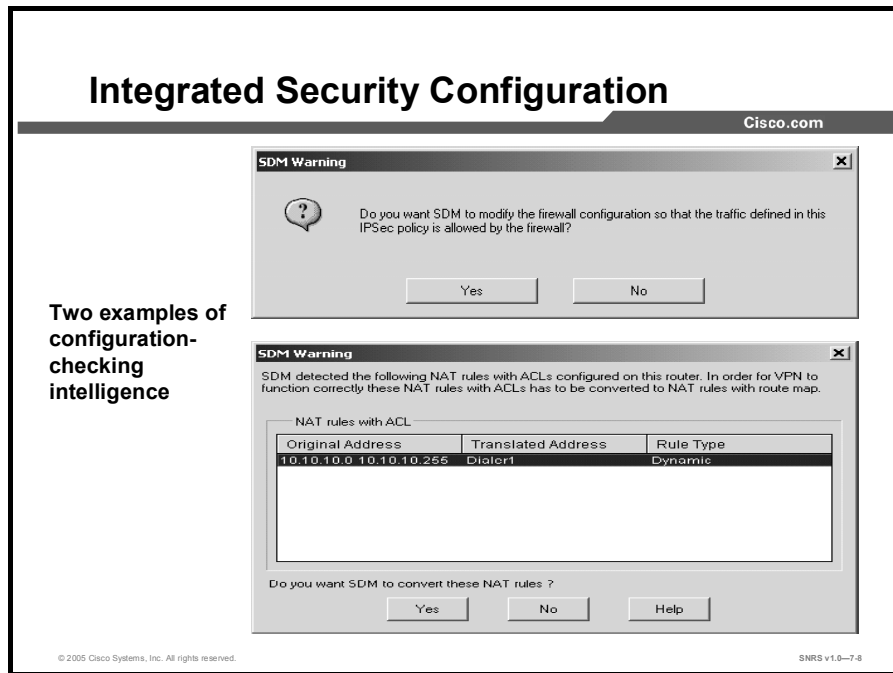 Integrated Security Configuration
Cisco.com
Two examples of
configuration-
checking
intelligence
SDM Warning
Do you want SDM to modify the firewall configuration so that the traffic defined in this
IPSec policy is allowed by the firewall?
Yes No
SDM Warning
SDM detected the following NAT rules with ACLs configured on this router. In order for VPN to
function correctly these NAT rules with ACLs has to be converted to NAT rules with route map.
NAT rules with ACL
Original Address Translated Address Rule Type
10.10.10.0 10.10.10.255 Dialer1 Dynamic
Do you want SDM to convert these NAT rules ?
Yes No Help
© 2005 Cisco Systems, Inc. All rights reserved. SNRS v1.0—7-8